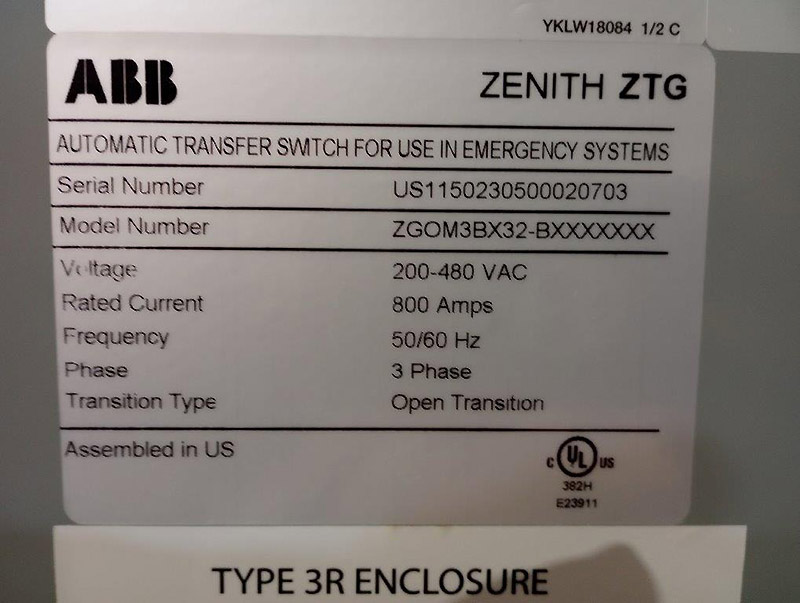 YKLW18084 1/2 C
ABB ZENITH ZTG
AUTOMATIC TRANSFER SWITCH FOR USE IN EMERGENCY SYSTEMS
Serial Number US1150230500020703
Model Number ZGOM3BX32-BXXXXXXX
Voltage 200-480 VAC
Rated Current 800 Amps
Frequency 50/60 Hz
Phase 3 Phase
Transition Type Open Transition
Assembled in US
C UL US
382H
E23911
TYPE 3R ENCLOSURE